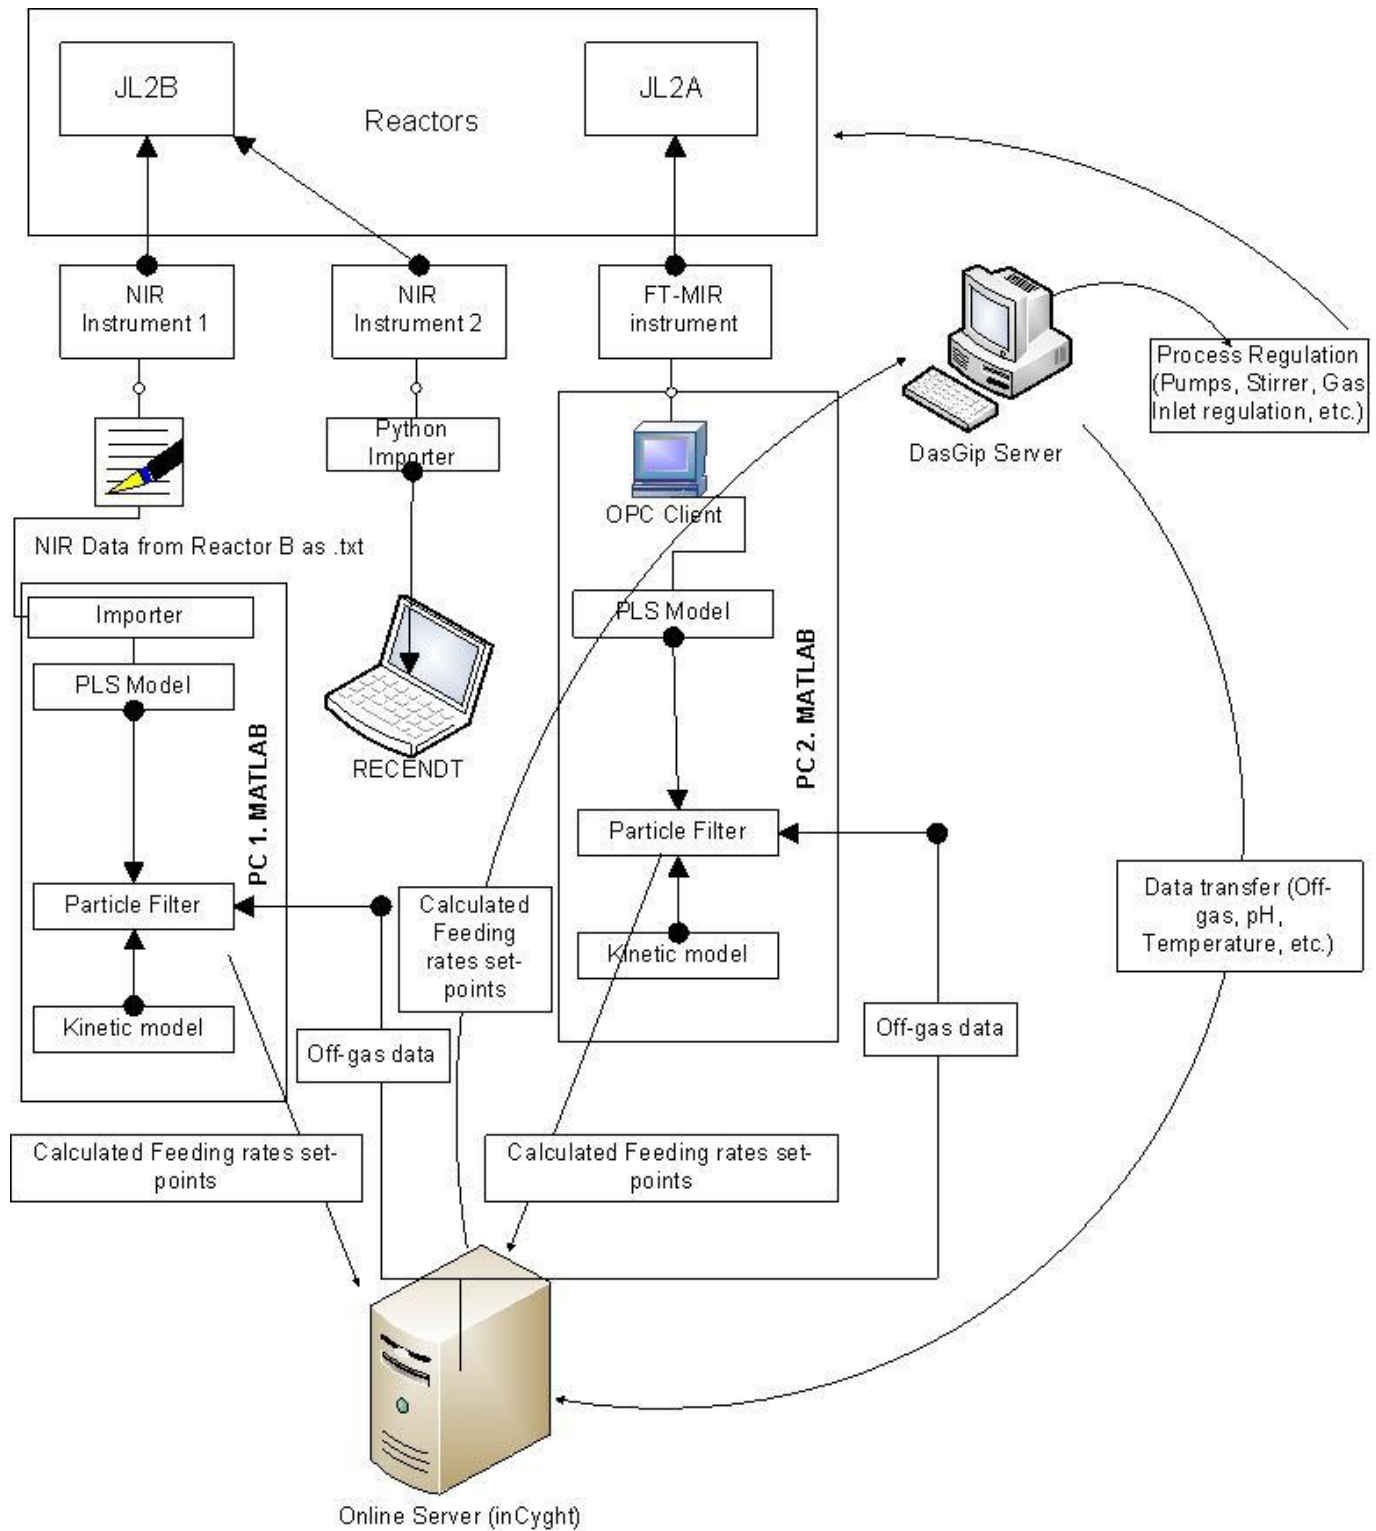 JL2B
JL2A
Reactors
NIR
Instrument 1
NIR
Instrument 2
FT-MIR
instrument
Process Regulation
(Pumps, Stirrer, Gas
Inlet regulation, etc.)
Python
Importer
DasGip Server
OPC Client
NIR Data from Reactor B as .txt
Importer
PLS Model
PLS Model
RECENDT
PC 1. MATLAB
PC 2. MATLAB
Particle Filter
Particle Filter
Calculated
Feeding
rates set-
points
Data transfer (Off-
gas, pH,
Temperature, etc.)
Kinetic model
Kinetic model
Off-gas data
Off-gas data
Calculated Feeding rates set-
points
Calculated Feeding rates set-
points
Online Server (inCyght)